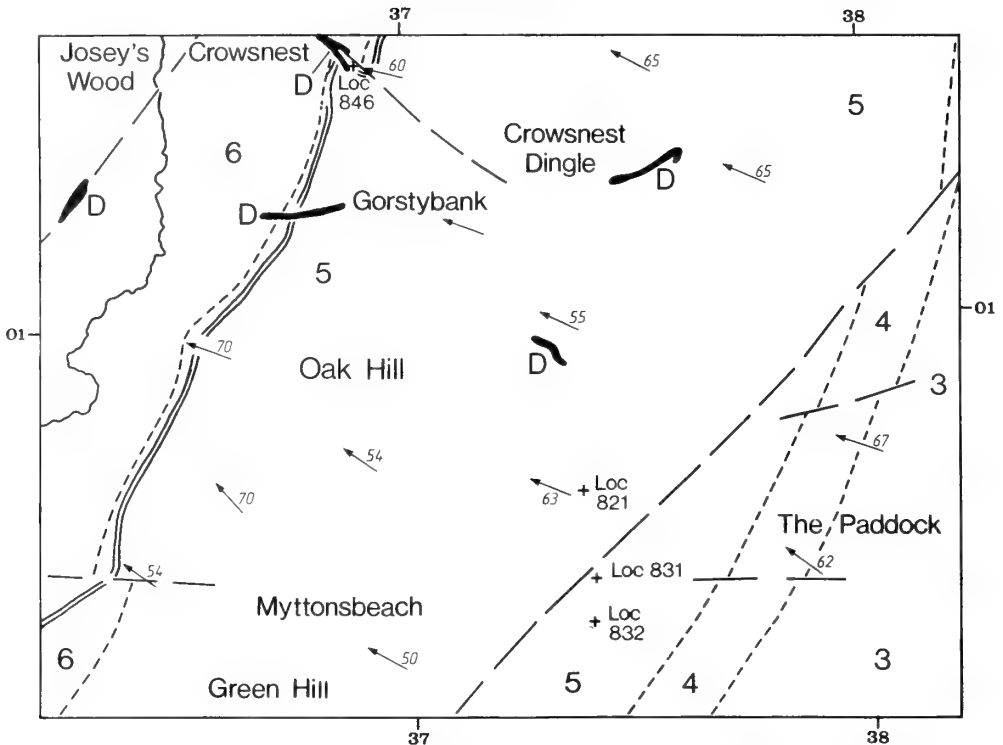 37
38
Josey's
Wood
Crowsnest
D
60
Loc
846
65
5
Crowsnest
Dingle
6
D
65
D
D
Gorstybank
5
01
01
55
4
70
Oak Hill
D
3
54
67
70
63
Loc
821
The Paddock
54
Loc 831
62
Myttonsbeach
Loc
832
50
6
Green Hill
5
4
3
37
38